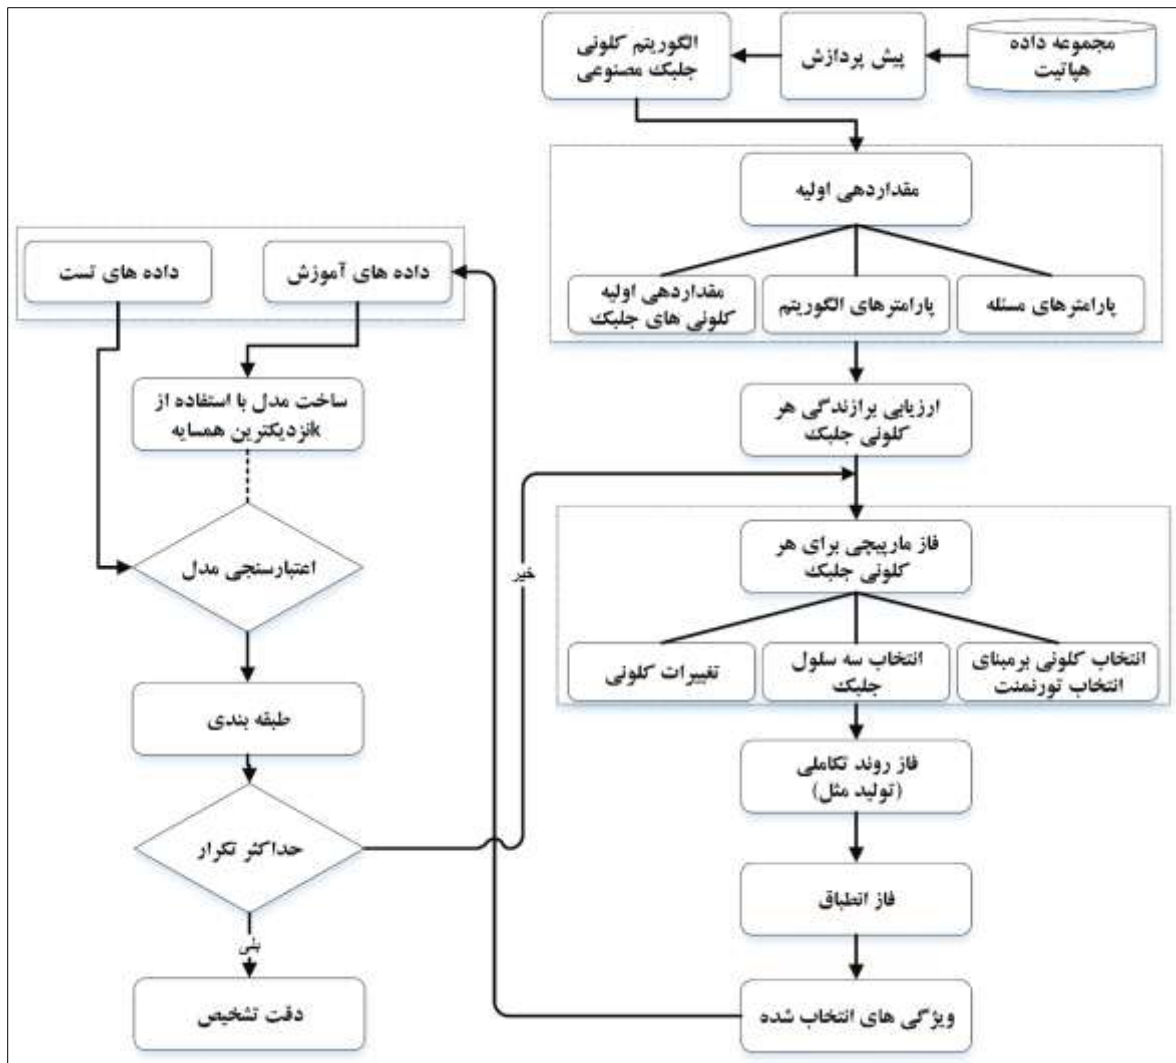 مجموعه داده
هپاتیت
پیش پردازش
الگوریتم کلونی
جلبک مصنوعی
مقداردهی اولیه
پارامترهای مسئله
پارامترهای الگوریتم
مقداردهی اولیه
کلونی های جلبک
ارزیابی برازندگی هر
کلونی جلبک
فاز مارپیچی برای هر
کلونی جلبک
انتخاب کلونی برمبنای
انتخاب تورنمنت
انتخاب سه سلول
جلبک
تغییرات کلونی
فاز روند تکاملی
(تولید مثل)
فاز انطباق
ویژگی های انتخاب شده
داده های آموزش
داده های تست
ساخت مدل با استفاده از
kنزدیکترین همسایه
اعتبارسنجی مدل
طبقه بندی
حداکثر تکرار
خیر
بلی
دقت تشخیص